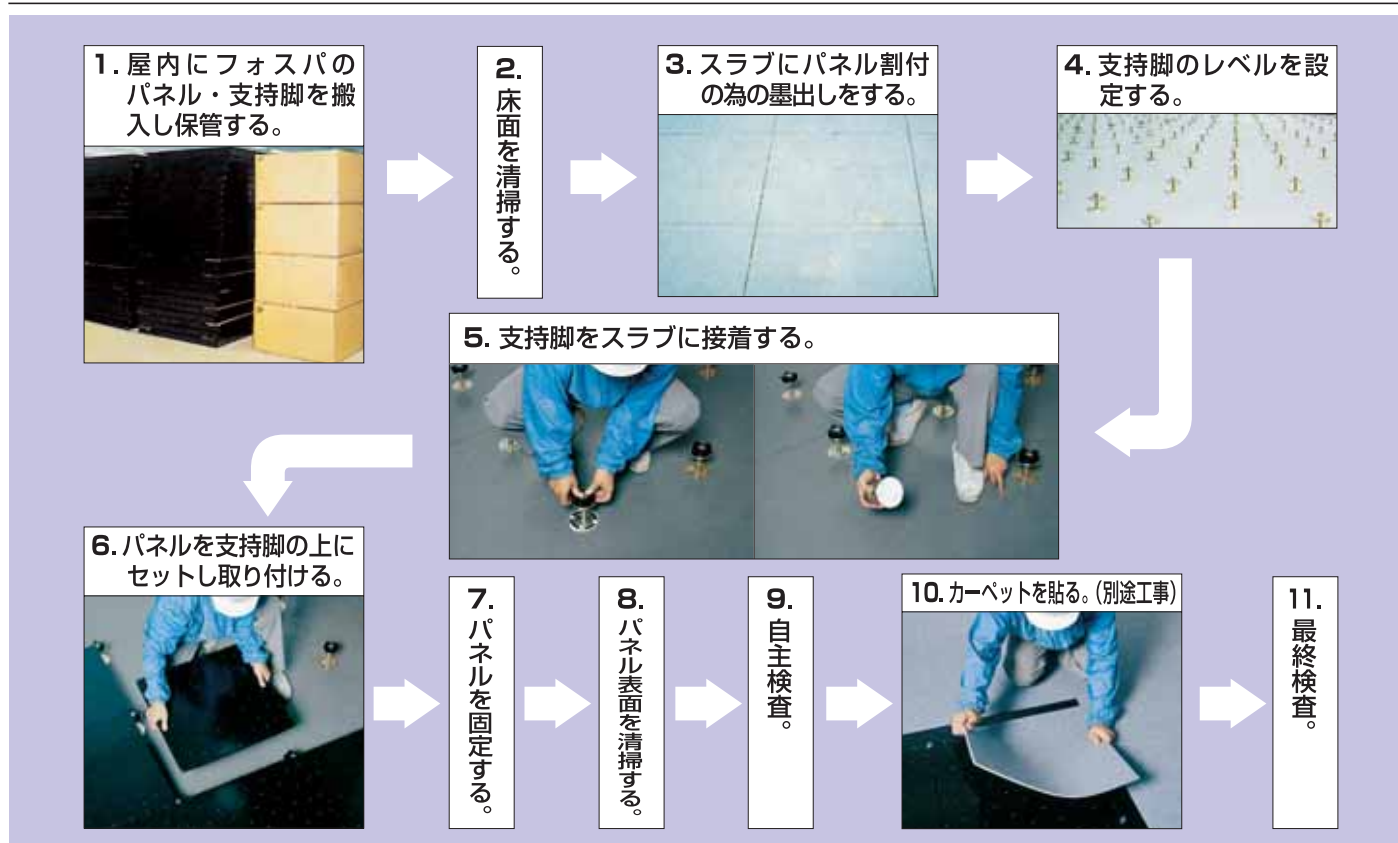 1. 屋内にフォスパの
パネル・支持脚を搬
入し保管する。
2. 床面を清掃する。
3. スラブにパネル割付
の為の墨出しをする。
4. 支持脚のレベルを設
定する。
5. 支持脚をスラブに接着する。
6. パネルを支持脚の上に
セットし取り付ける。
7. パネルを固定する。
8. パネル表面を清掃する。
9. 自主検査。
10. カーペットを貼る。(別途工事)
11. 最終検査。